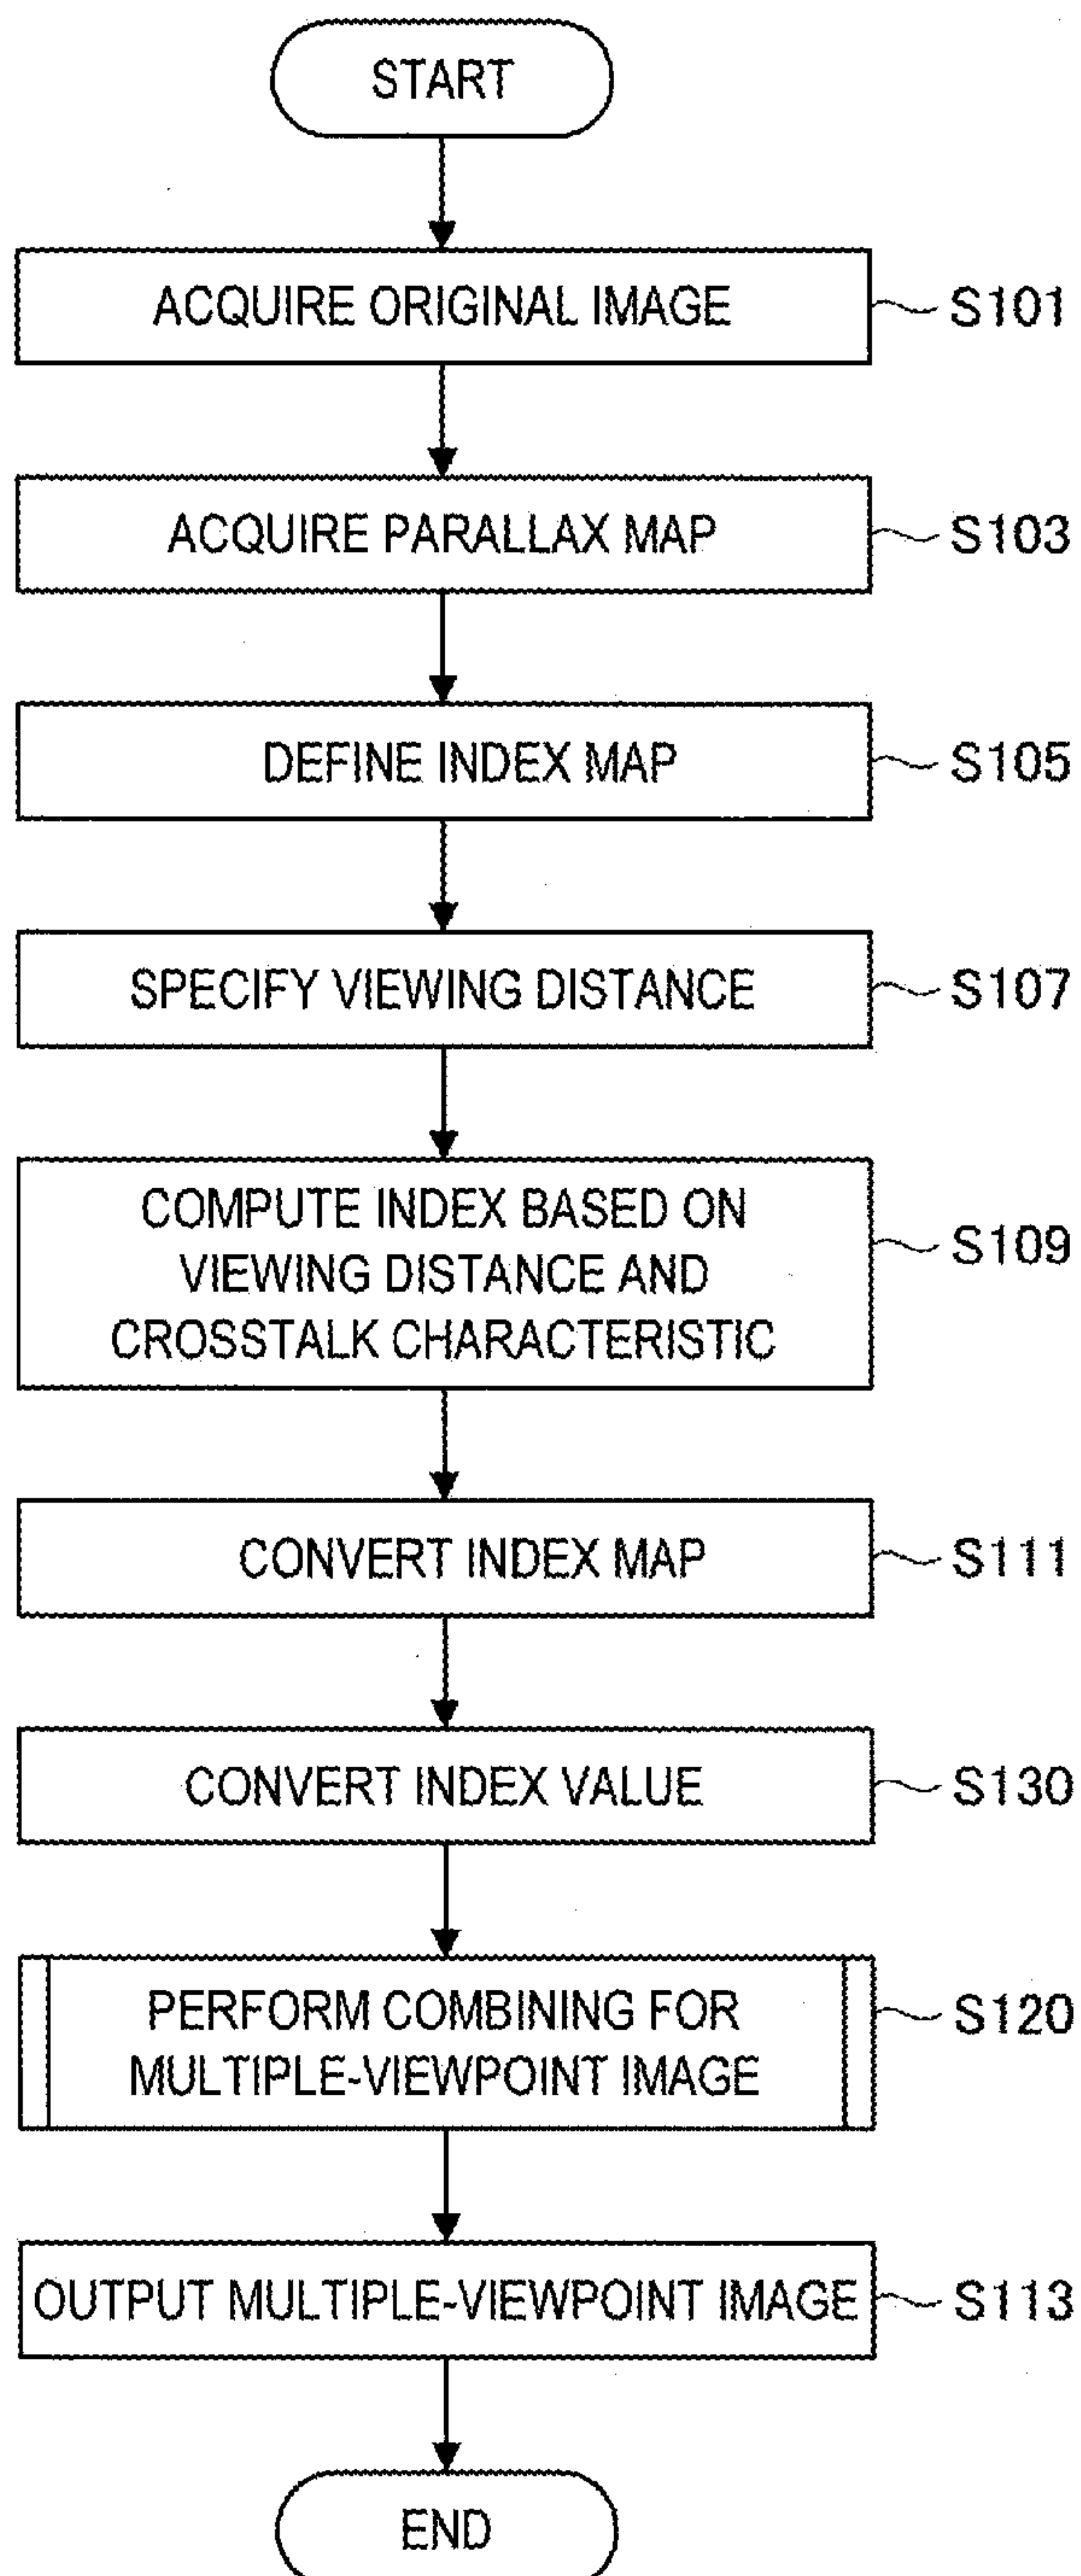 START
ACQUIRE ORIGINAL IMAGE
S101
ACQUIRE PARALLAX MAP
S103
DEFINE INDEX MAP
S105
SPECIFY VIEWING DISTANCE
S107
COMPUTE INDEX BASED ON
VIEWING DISTANCE AND
CROSSTALK CHARACTERISTIC
S109
CONVERT INDEX MAP
S111
CONVERT INDEX VALUE
S130
PERFORM COMBINING FOR
MULTIPLE-VIEWPOINT IMAGE
S120
OUTPUT MULTIPLE-VIEWPOINT IMAGE
S113
END